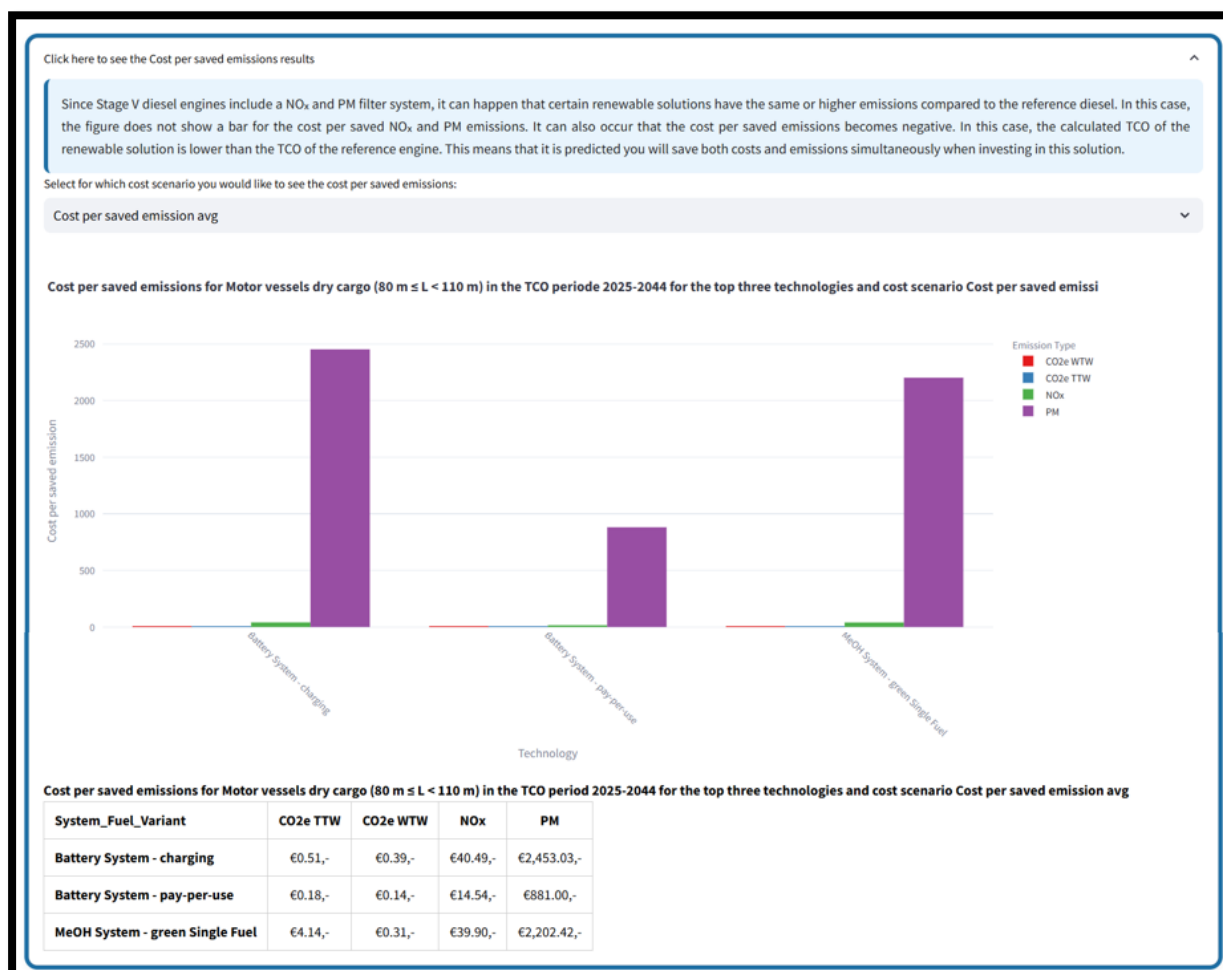 Click here to see the Cost per saved emissions results
Since Stage V diesel engines include a NOₓ and PM filter system, it can happen that certain renewable solutions have the same or higher emissions compared to the reference diesel. In this case,
the figure does not show a bar for the cost per saved NOₓ and PM emissions. It can also occur that the cost per saved emissions becomes negative. In this case, the calculated TCO of the
renewable solution is lower than the TCO of the reference engine. This means that it is predicted you will save both costs and emissions simultaneously when investing in this solution.
Select for which cost scenario you would like to see the cost per saved emissions:
Cost per saved emission avg
Cost per saved emissions for Motor vessels dry cargo (80 m ≤ L < 110 m) in the TCO periode 2025-2044 for the top three technologies and cost scenario Cost per saved emissi
Emission Type
CO2e WTW
CO2e TTW
NOx
PM
Cost per saved emission
2500
2000
1500
1000
500
0
Battery System - charging
Battery System - pay-per-use
MeOH System - green Single Fuel
Technology
Cost per saved emissions for Motor vessels dry cargo (80 m ≤ L < 110 m) in the TCO period 2025-2044 for the top three technologies and cost scenario Cost per saved emission avg
System_Fuel_Variant CO2e TTW CO2e WTW NOx PM
Battery System - charging €0.51,- €0.39,- €40.49,- €2,453.03,-
Battery System - pay-per-use €0.18,- €0.14,- €14.54,- €881.00,-
MeOH System - green Single Fuel €4.14,- €0.31,- €39.90,- €2,202.42,-